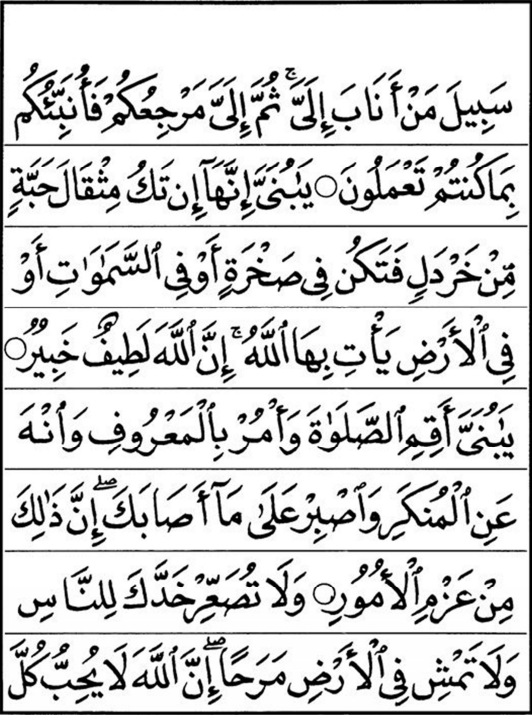 سَبِيلَ مَنْ أَنَابَ إِلَيَّ ۚ ثُمَّ إِلَيَّ مَرْجِعُكُمْ فَأُنَبِّئُكُم
بِمَا كُنتُمْ تَعْمَلُونَ ○ يَٰبُنَيَّ إِنَّهَآ إِن تَكُ مِثْقَالَ حَبَّةٍ
مِّنْ خَرْدَلٍ فَتَكُن فِي صَخْرَةٍ أَوْ فِي ٱلسَّمَٰوَٰتِ أَوْ
فِي ٱلْأَرْضِ يَأْتِ بِهَا ٱللَّهُ ۚ إِنَّ ٱللَّهَ لَطِيفٌ خَبِيرٌ ○
يَٰبُنَيَّ أَقِمِ ٱلصَّلَوٰةَ وَأْمُرْ بِٱلْمَعْرُوفِ وَٱنْهَ
عَنِ ٱلْمُنكَرِ وَٱصْبِرْ عَلَىٰ مَآ أَصَابَكَ ۖ إِنَّ ذَٰلِكَ
مِنْ عَزْمِ ٱلْأُمُورِ ○ وَلَا تُصَعِّرْ خَدَّكَ لِلنَّاسِ
وَلَا تَمْشِ فِي ٱلْأَرْضِ مَرَحًا ۖ إِنَّ ٱللَّهَ لَا يُحِبُّ كُلَّ